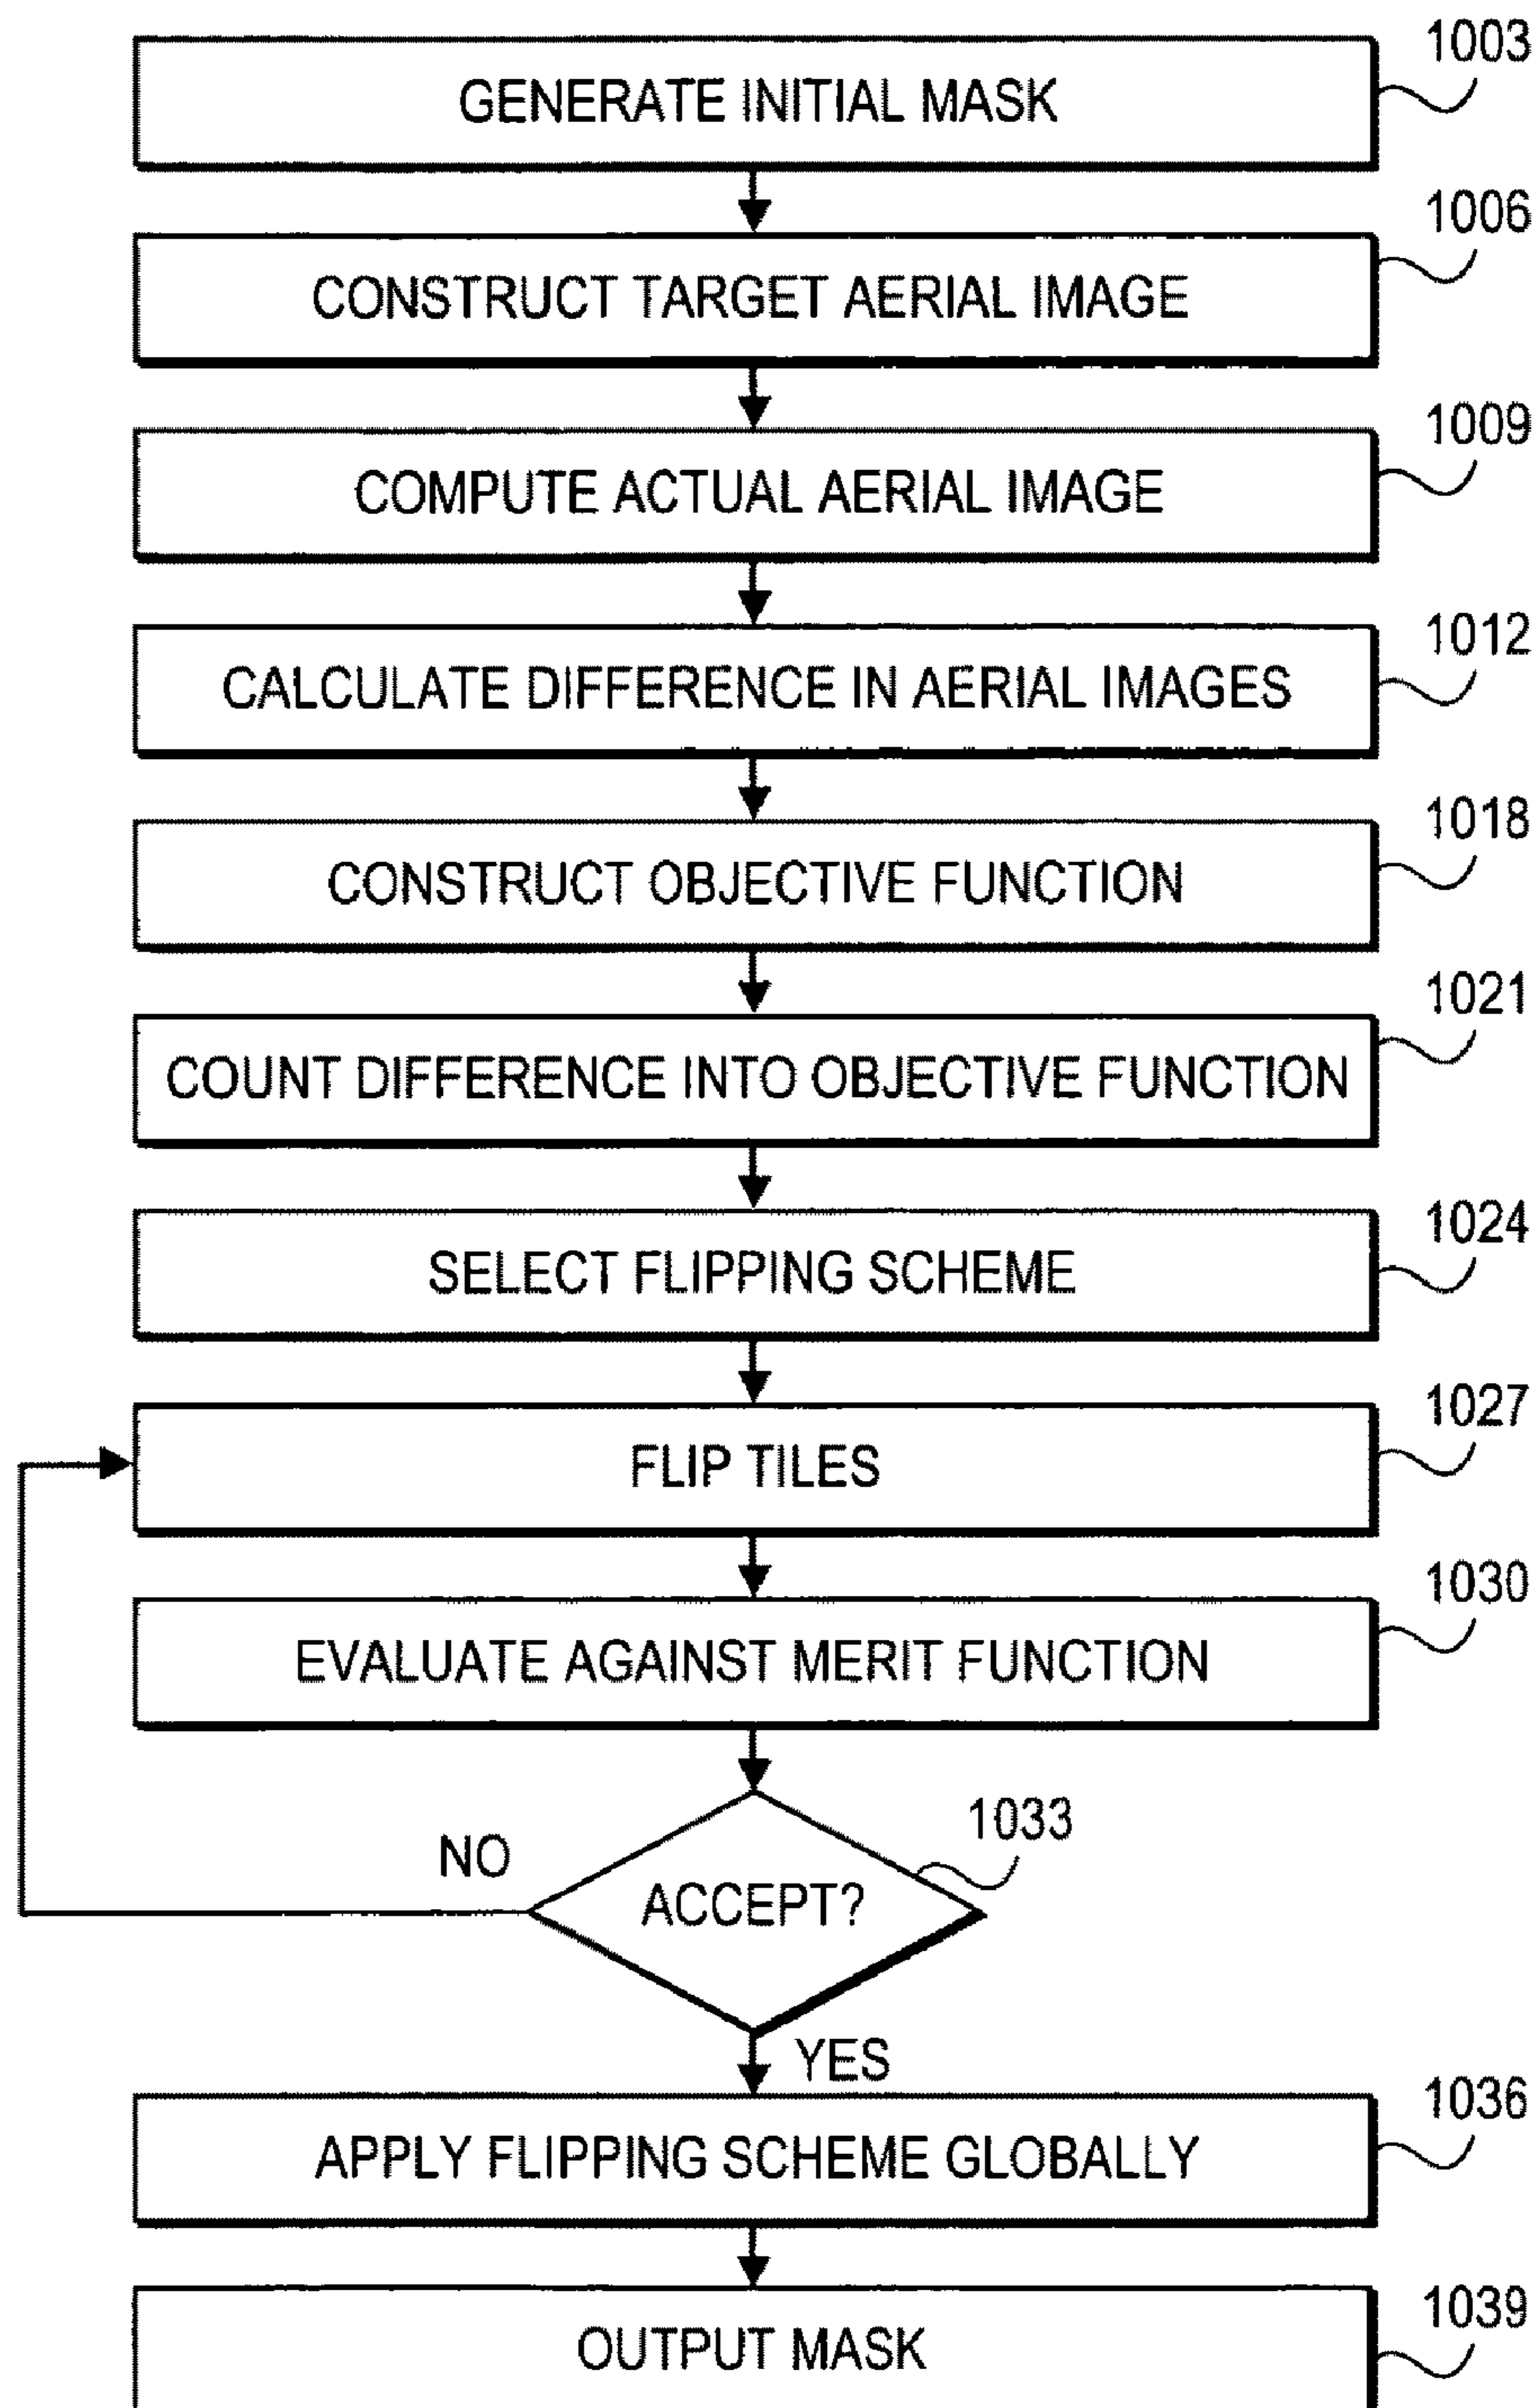 1003
GENERATE INITIAL MASK
1006
CONSTRUCT TARGET AERIAL IMAGE
1009
COMPUTE ACTUAL AERIAL IMAGE
1012
CALCULATE DIFFERENCE IN AERIAL IMAGES
1018
CONSTRUCT OBJECTIVE FUNCTION
1021
COUNT DIFFERENCE INTO OBJECTIVE FUNCTION
1024
SELECT FLIPPING SCHEME
1027
FLIP TILES
1030
EVALUATE AGAINST MERIT FUNCTION
1033
NO
ACCEPT?
YES
1036
APPLY FLIPPING SCHEME GLOBALLY
1039
OUTPUT MASK